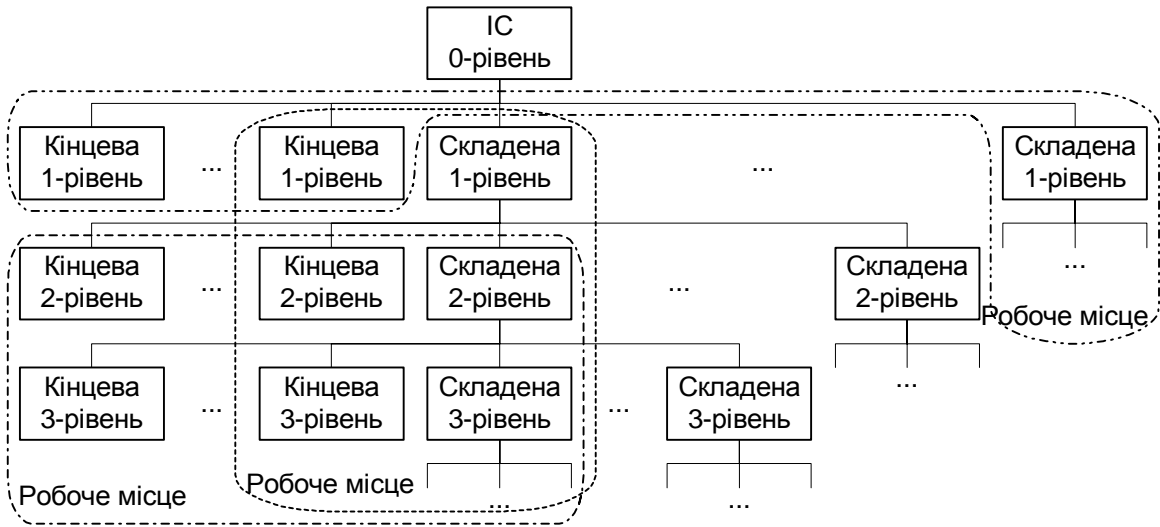 ІС
0-рівень
Кінцева
1-рівень
...
Кінцева
1-рівень
Складена
1-рівень
...
Складена
1-рівень
...
Кінцева
2-рівень
...
Кінцева
2-рівень
Складена
2-рівень
...
Складена
2-рівень
...
Робоче місце
Кінцева
3-рівень
...
Кінцева
3-рівень
Складена
3-рівень
...
Складена
3-рівень
...
...
Робоче місце
Робоче місце